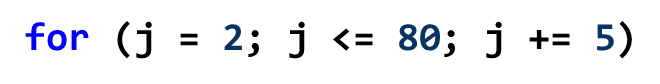 for (j = 2; j <= 80; j += 5)